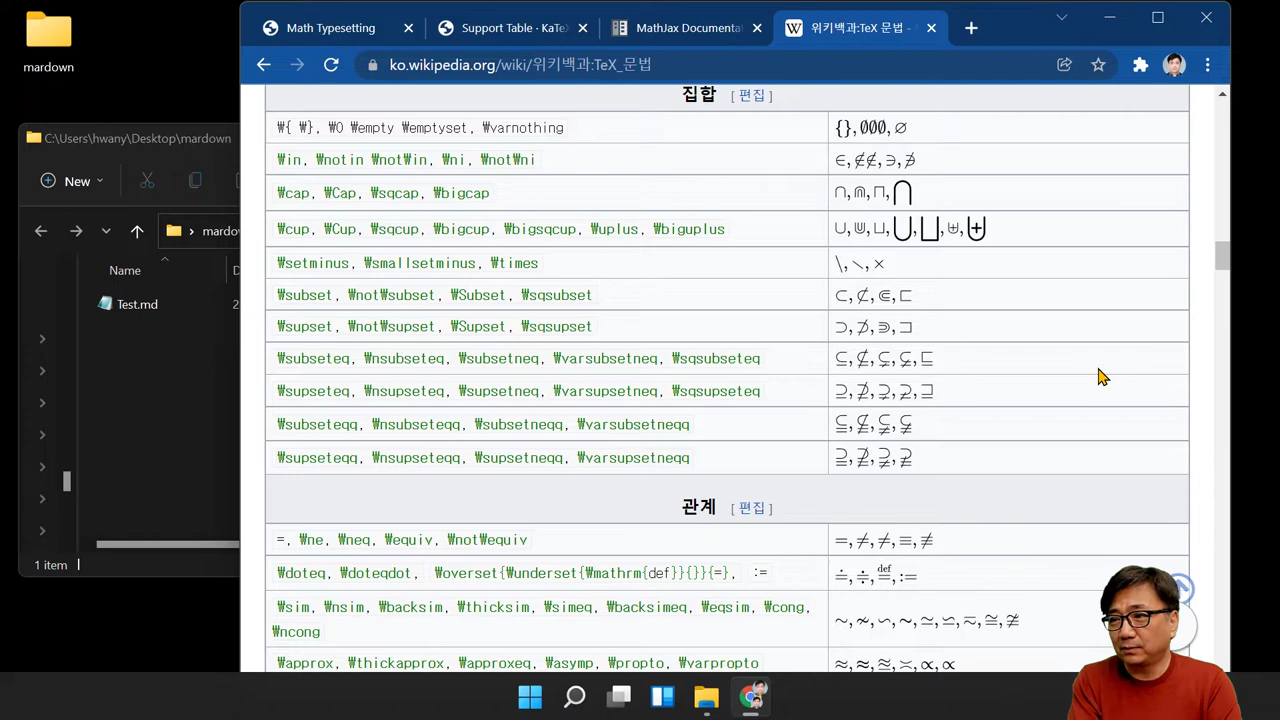 mardown
Math Typesetting
Support Table - KaTeX
MathJax Documenta
위키백과:TeX 문법 -
ko.wikipedia.org/wiki/위키백과:TeX_문법
C:\Users\hwany\Desktop\mardown
New
mardo
Name
D
Test.md
2
1 item
집합 [ 편집 ]
₩{ ₩}, ₩O ₩empty ₩emptyset, ₩varnothing
{},∅∅∅,∅
₩in, ₩notin ₩not₩in, ₩ni, ₩not₩ni
∈,∉∉,∋,∌
₩cap, ₩Cap, ₩sqcap, ₩bigcap
∩,⋒,⊓,⋂
₩cup, ₩Cup, ₩sqcup, ₩bigcup, ₩bigsqcup, ₩uplus, ₩biguplus
∪,⋓,⊔,⋃,⨆,⊎,⨄
₩setminus, ₩smallsetminus, ₩times
∖,∖,×
₩subset, ₩not₩subset, ₩Subset, ₩sqsubset
⊂,⊄,⋐,⊏
₩supset, ₩not₩supset, ₩Supset, ₩sqsupset
⊃,⊅,⋑,⊐
₩subseteq, ₩nsubseteq, ₩subsetneq, ₩varsubsetneq, ₩sqsubseteq
⊆,⊈,⊊,⊊,⊑
₩supseteq, ₩nsupseteq, ₩supsetneq, ₩varsupsetneq, ₩sqsupseteq
⊇,⊉,⊋,⊋,⊒
₩subseteqq, ₩nsubseteqq, ₩subsetneqq, ₩varsubsetneqq
⫅,⫅̸,⫋,⫋
₩supseteqq, ₩nsupseteqq, ₩supsetneqq, ₩varsupsetneqq
⫆,⫆̸,⫌,⫌
관계 [ 편집 ]
=, ₩ne, ₩neq, ₩equiv, ₩not₩equiv
=,≠,≠,≡,≢
₩doteq, ₩doteqdot, ₩overset{₩underset{₩mathrm{def}}{}}{=}, :=
≐,≑,≝,:=
₩sim, ₩nsim, ₩backsim, ₩thicksim, ₩simeq, ₩backsimeq, ₩eqsim, ₩cong,
₩ncong
∼,≁,∽,∼,≃,⋍,≂,≅,≇
₩approx, ₩thickapprox, ₩approxeq, ₩asymp, ₩propto, ₩varpropto
≈,≈,≊,≍,∝,∝